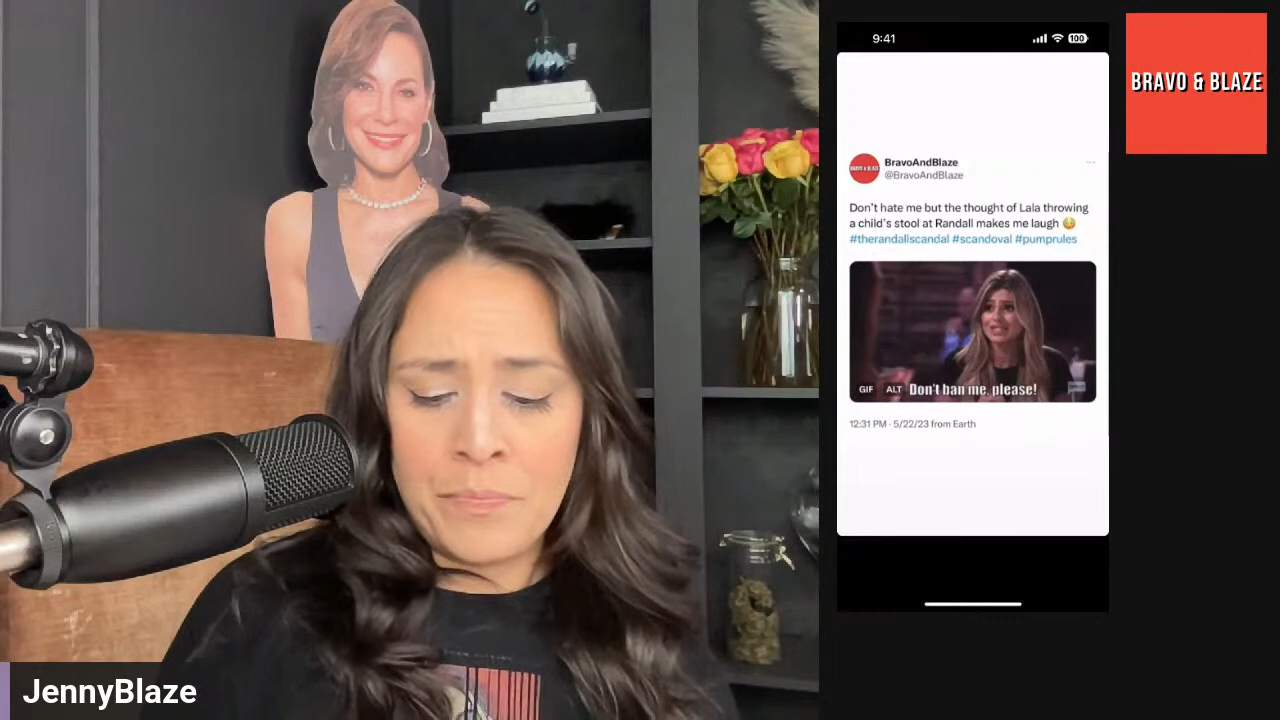 9:41
100
BRAVO & BLAZE
BravoAndBlaze
@BravoAndBlaze
Don't hate me but the thought of Lala throwing
a child's stool at Randall makes me laugh 😳
#therandallscandal #scandoval #pumprules
GIF ALT Don't ban me, please!
12:31 PM · 5/22/23 from Earth
JennyBlaze